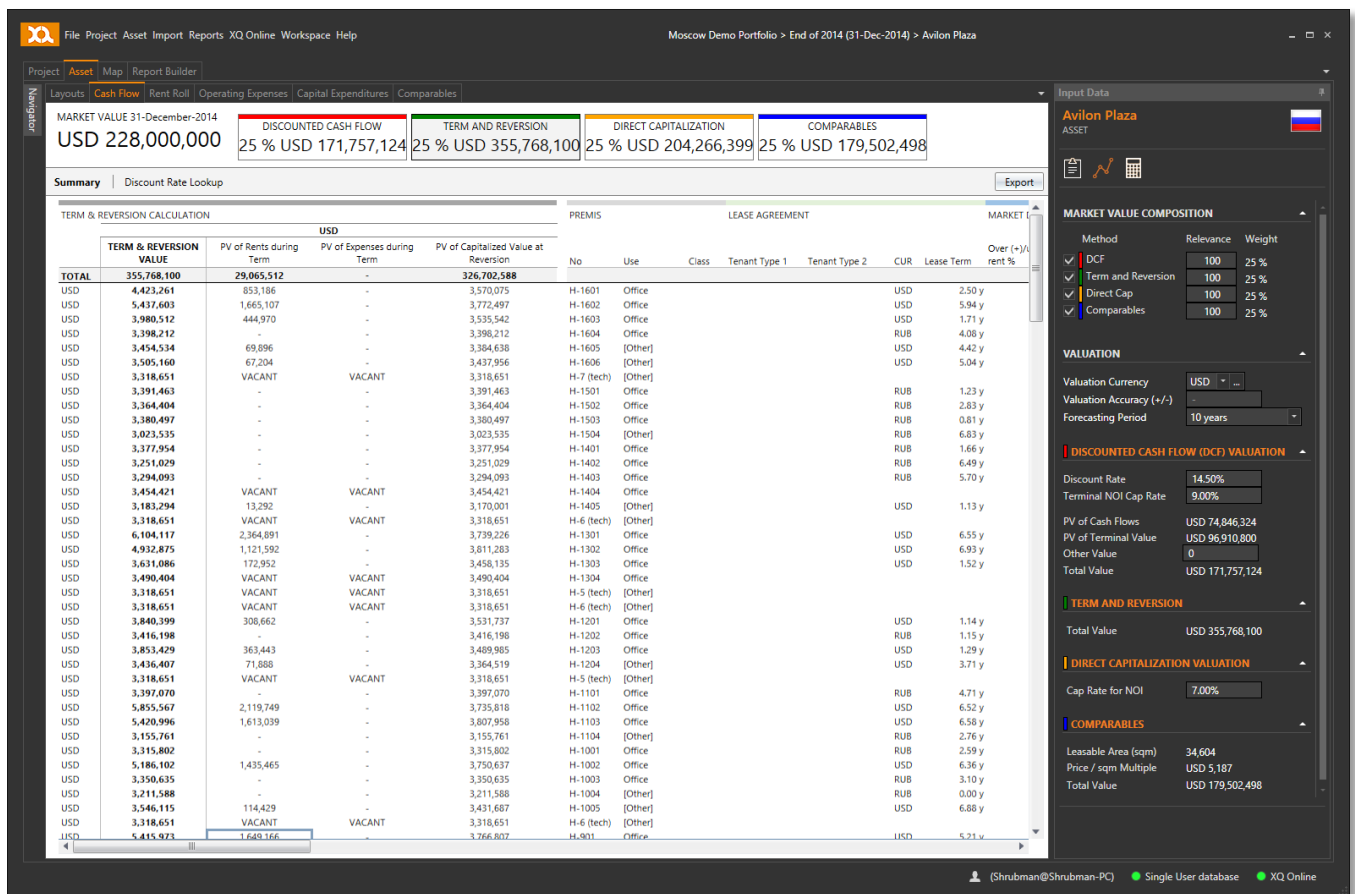 XQ File Project Asset Import Reports XQ Online Workspace Help Moscow Demo Portfolio > End of 2014 (31-Dec-2014) > Avilon Plaza
Project Asset Map Report Builder
Navigator
Layouts Cash Flow Rent Roll Operating Expenses Capital Expenditures Comparables
MARKET VALUE 31-December-2014
USD 228,000,000
DISCOUNTED CASH FLOW
25 % USD 171,757,124
TERM AND REVERSION
25 % USD 355,768,100
DIRECT CAPITALIZATION
25 % USD 204,266,399
COMPARABLES
25 % USD 179,502,498
Summary Discount Rate Lookup Export
TERM & REVERSION CALCULATION PREMIS LEASE AGREEMENT MARKET
USD
TERM & REVERSION VALUE PV of Rents during Term PV of Expenses during Term PV of Capitalized Value at Reversion No Use Class Tenant Type 1 Tenant Type 2 CUR Lease Term Over (+)/ rent %
TOTAL 355,768,100 29,065,512 - 326,702,588
USD 4,423,261 853,186 - 3,570,075 H-1601 Office USD 2.50 y
USD 5,437,603 1,665,107 - 3,772,497 H-1602 Office USD 5.94 y
USD 3,980,512 444,970 - 3,535,542 H-1603 Office USD 1.71 y
USD 3,398,212 - - 3,398,212 H-1604 Office RUB 4.08 y
USD 3,454,534 69,896 - 3,384,638 H-1605 [Other] USD 4.42 y
USD 3,505,160 67,204 - 3,437,956 H-1606 [Other] USD 5.04 y
USD 3,318,651 VACANT VACANT 3,318,651 H-7 (tech) [Other]
USD 3,391,463 - - 3,391,463 H-1501 Office RUB 1.23 y
USD 3,364,404 - - 3,364,404 H-1502 Office RUB 2.83 y
USD 3,380,497 - - 3,380,497 H-1503 Office RUB 0.81 y
USD 3,023,535 - - 3,023,535 H-1504 [Other] RUB 6.83 y
USD 3,377,954 - - 3,377,954 H-1401 Office RUB 1.66 y
USD 3,251,029 - - 3,251,029 H-1402 Office RUB 6.49 y
USD 3,294,093 - - 3,294,093 H-1403 Office RUB 5.70 y
USD 3,454,421 VACANT VACANT 3,454,421 H-1404 Office
USD 3,183,294 13,292 - 3,170,001 H-1405 [Other] USD 1.13 y
USD 3,318,651 VACANT VACANT 3,318,651 H-6 (tech) [Other]
USD 6,104,117 2,364,891 - 3,739,226 H-1301 Office USD 6.55 y
USD 4,932,875 1,121,592 - 3,811,283 H-1302 Office USD 6.93 y
USD 3,631,086 172,952 - 3,458,135 H-1303 Office USD 1.52 y
USD 3,490,404 VACANT VACANT 3,490,404 H-1304 Office
USD 3,318,651 VACANT VACANT 3,318,651 H-5 (tech) [Other]
USD 3,318,651 VACANT VACANT 3,318,651 H-6 (tech) [Other]
USD 3,840,399 308,662 - 3,531,737 H-1201 Office USD 1.14 y
USD 3,416,198 - - 3,416,198 H-1202 Office RUB 1.15 y
USD 3,853,429 363,443 - 3,489,985 H-1203 Office USD 1.29 y
USD 3,436,407 71,888 - 3,364,519 H-1204 [Other] USD 3.71 y
USD 3,318,651 VACANT VACANT 3,318,651 H-5 (tech) [Other]
USD 3,397,070 - - 3,397,070 H-1101 Office RUB 4.71 y
USD 5,855,567 2,119,749 - 3,735,818 H-1102 Office USD 6.52 y
USD 5,420,996 1,613,039 - 3,807,958 H-1103 Office USD 6.58 y
USD 3,155,761 - - 3,155,761 H-1104 [Other] RUB 2.76 y
USD 3,315,802 - - 3,315,802 H-1001 Office RUB 2.59 y
USD 5,186,102 1,435,465 - 3,750,637 H-1002 Office USD 6.36 y
USD 3,350,635 - - 3,350,635 H-1003 Office RUB 3.10 y
USD 3,211,588 - - 3,211,588 H-1004 [Other] RUB 0.00 y
USD 3,546,115 114,429 - 3,431,687 H-1005 [Other] USD 6.88 y
USD 3,318,651 VACANT VACANT 3,318,651 H-6 (tech) [Other]
USD 5,415,973 1,649,166 - 3,766,807 H-901 Office USD 5.21 y
Input Data
Avilon Plaza
ASSET
MARKET VALUE COMPOSITION
Method Relevance Weight
DCF 100 25 %
Term and Reversion 100 25 %
Direct Cap 100 25 %
Comparables 100 25 %
VALUATION
Valuation Currency USD ...
Valuation Accuracy (+/-) -
Forecasting Period 10 years
DISCOUNTED CASH FLOW (DCF) VALUATION
Discount Rate 14.50%
Terminal NOI Cap Rate 9.00%
PV of Cash Flows USD 74,846,324
PV of Terminal Value USD 96,910,800
Other Value 0
Total Value USD 171,757,124
TERM AND REVERSION
Total Value USD 355,768,100
DIRECT CAPITALIZATION VALUATION
Cap Rate for NOI 7.00%
COMPARABLES
Leasable Area (sqm) 34,604
Price / sqm Multiple USD 5,187
Total Value USD 179,502,498
(Shrubman@Shrubman-PC) Single User database XQ Online